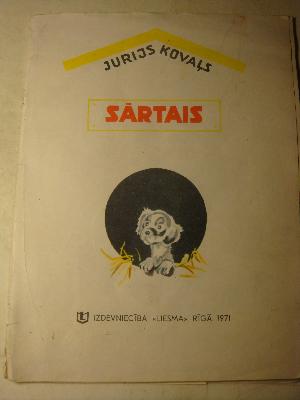 JURIJS KOVAĻS
SĀRTAIS
IZDEVNIECĪBA «LIESMA» RĪGĀ 1971